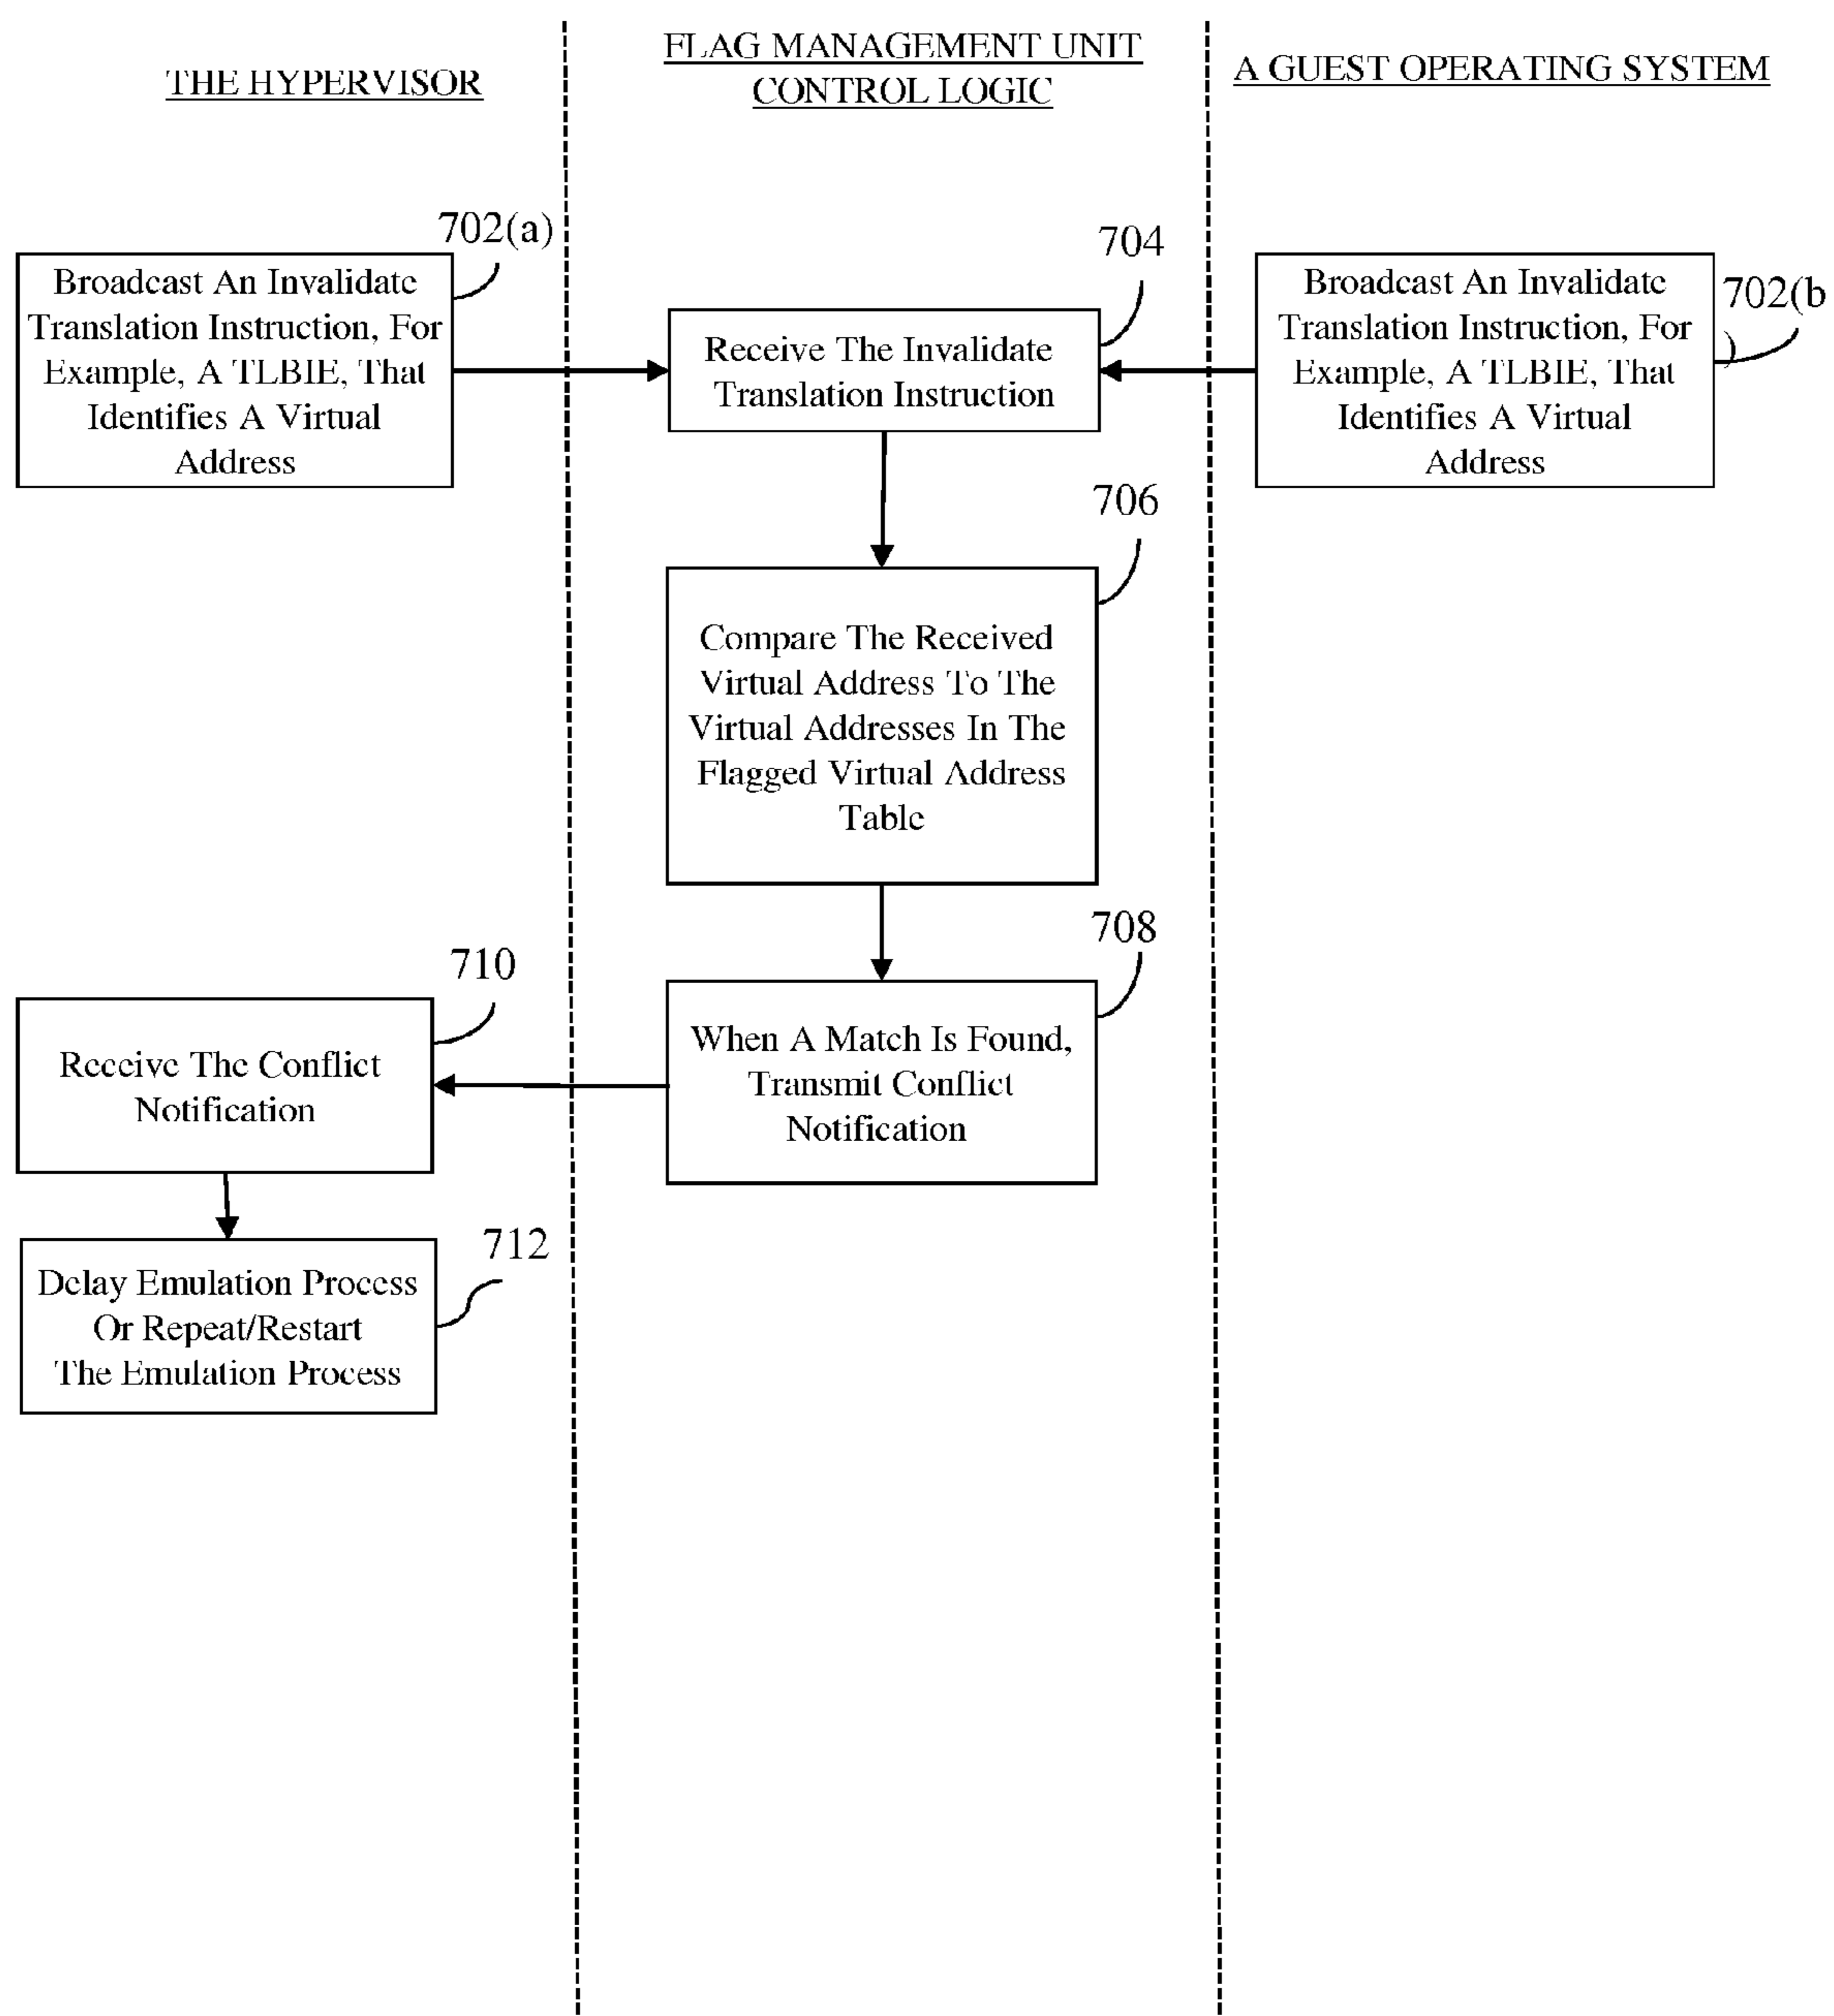 THE HYPERVISOR
FLAG MANAGEMENT UNIT
CONTROL LOGIC
A GUEST OPERATING SYSTEM
702(a)
Broadcast An Invalidate
Translation Instruction, For
Example, A TLBIE, That
Identifies A Virtual
Address
704
Receive The Invalidate
Translation Instruction
702(b
)
Broadcast An Invalidate
Translation Instruction, For
Example, A TLBIE, That
Identifies A Virtual
Address
706
Compare The Received
Virtual Address To The
Virtual Addresses In The
Flagged Virtual Address
Table
708
When A Match Is Found,
Transmit Conflict
Notification
710
Receive The Conflict
Notification
712
Delay Emulation Process
Or Repeat/Restart
The Emulation Process